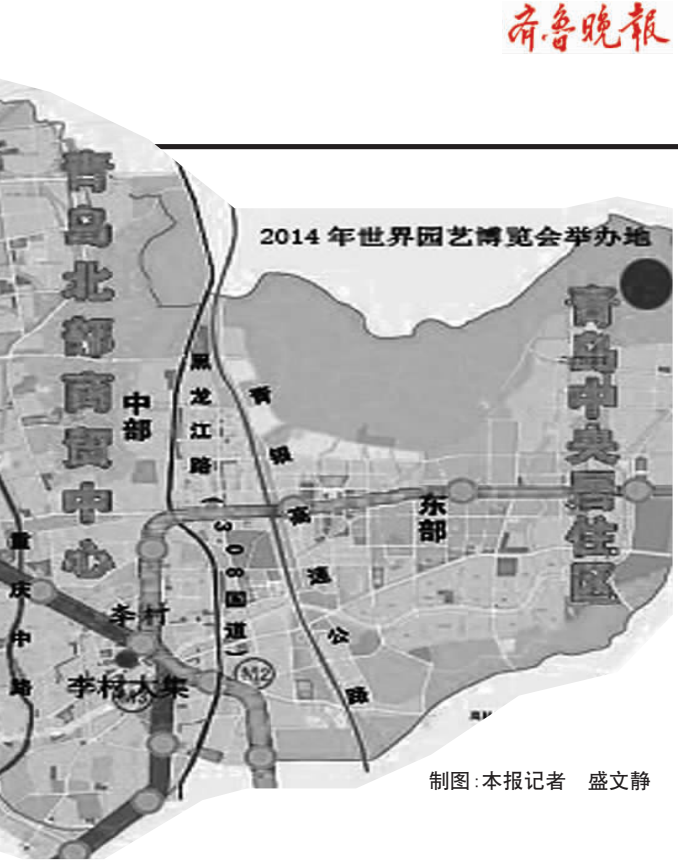 齐鲁晚报
2014年世界园艺博览会举办地
青岛北部商贸中心
中部
黑龙江路(308国道)
青银高速公路
东部
青岛中央居住区
重庆中路
李村
李村大集
M3
M2
制图:本报记者 盛文静